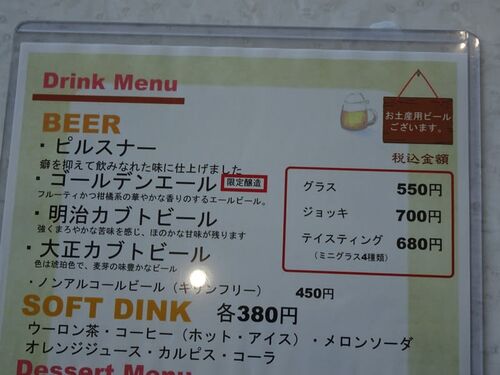 Drink Menu
お土産用ビール
ございます。
BEER
税込金額
・ピルスナー
癖を抑えて飲みなれた味に仕上げました
・ゴールデンエール 限定醸造
フルーティかつ柑橘系の華やかな香りのするエールビール。
グラス 550円
・明治カブトビール
強くまろやかな苦味を感じ、ほのかな甘味が残ります
ジョッキ 700円
・大正カブトビール
色は琥珀色で、麦芽の味豊かなビール
テイスティング 680円
(ミニグラス4種類)
・ノンアルコールビール（キリンフリー） 450円
SOFT DINK 各380円
ウーロン茶・コーヒー（ホット・アイス）・メロンソーダ
オレンジジュース・カルピス・コーラ
Dessert Menu